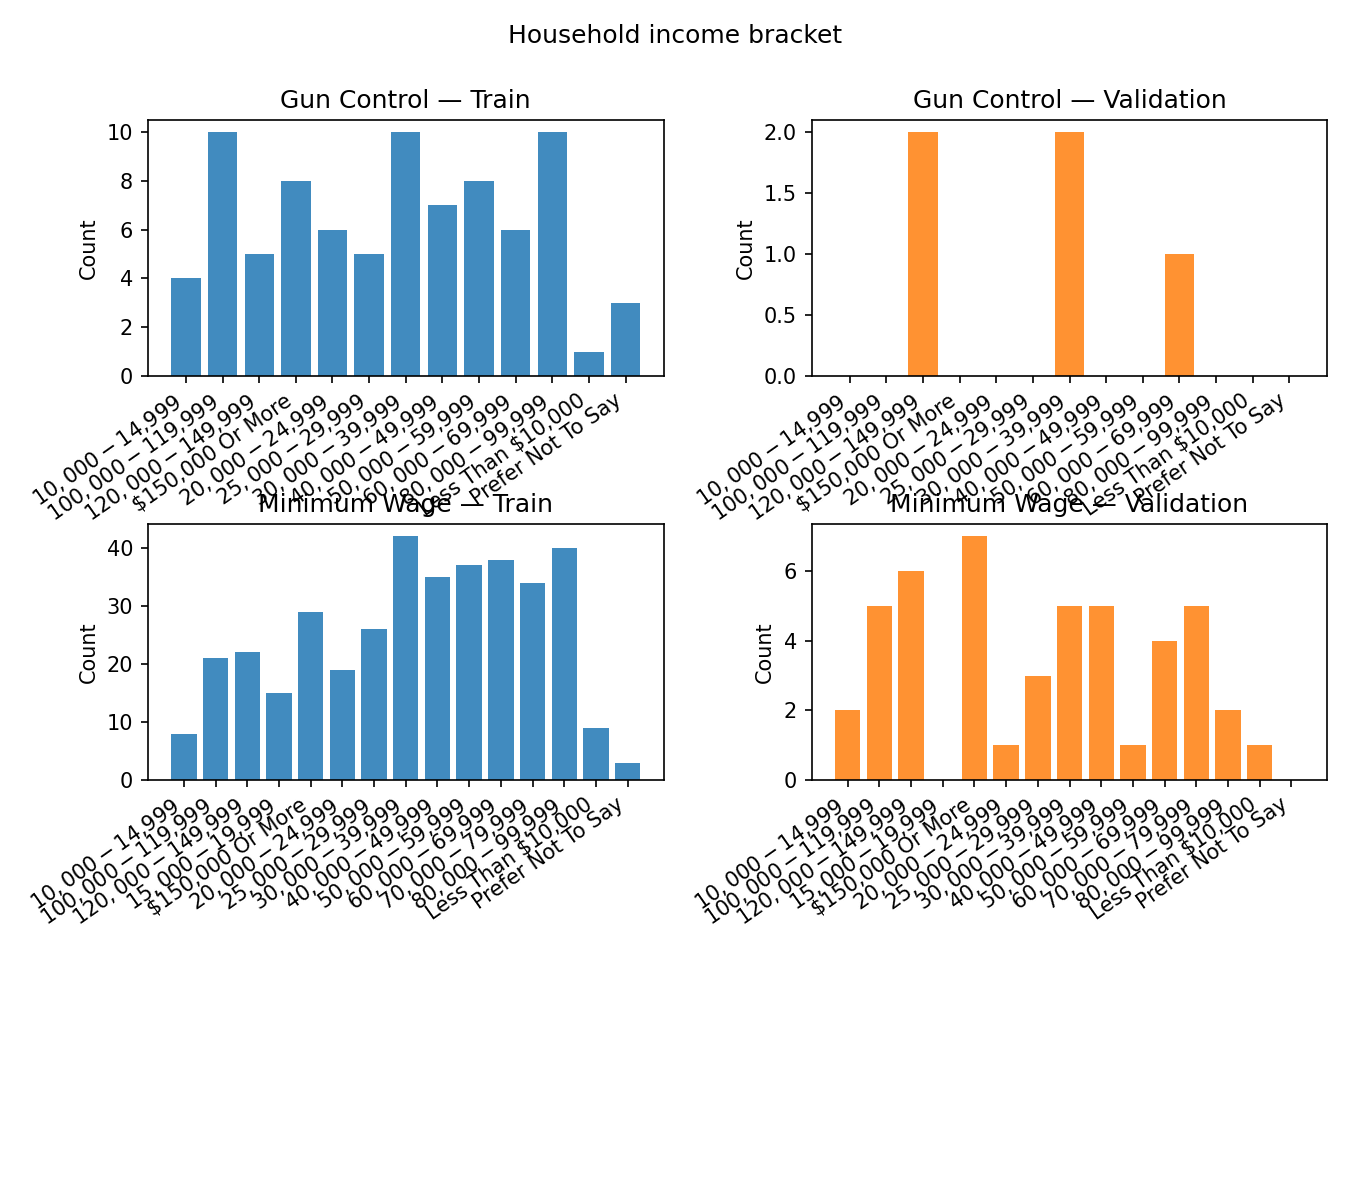 Household income bracket
Gun Control — Train
Count
10
8
6
4
2
0
10, 000 − 14,999
100, 000 − 119,999
120, 000 − 149,999
$150,000 Or More
20, 000 − 24,999
25, 000 − 29,999
30, 000 − 39,999
40, 000 − 49,999
50, 000 − 59,999
60, 000 − 69,999
80, 000 − 99,999
Less Than $10,000
Prefer Not To Say
Gun Control — Validation
Count
2.0
1.5
1.0
0.5
0.0
10, 000 − 14,999
100, 000 − 119,999
120, 000 − 149,999
$150,000 Or More
20, 000 − 24,999
25, 000 − 29,999
30, 000 − 39,999
40, 000 − 49,999
50, 000 − 59,999
60, 000 − 69,999
80, 000 − 99,999
Less Than $10,000
Prefer Not To Say
Minimum Wage — Train
Count
40
30
20
10
0
10, 000 − 14,999
100, 000 − 119,999
120, 000 − 149,999
15, 000 − 19,999
$150,000 Or More
20, 000 − 24,999
25, 000 − 29,999
30, 000 − 39,999
40, 000 − 49,999
50, 000 − 59,999
60, 000 − 69,999
70, 000 − 79,999
80, 000 − 99,999
Less Than $10,000
Prefer Not To Say
Minimum Wage — Validation
Count
6
4
2
0
10, 000 − 14,999
100, 000 − 119,999
120, 000 − 149,999
15, 000 − 19,999
$150,000 Or More
20, 000 − 24,999
25, 000 − 29,999
30, 000 − 39,999
40, 000 − 49,999
50, 000 − 59,999
60, 000 − 69,999
70, 000 − 79,999
80, 000 − 99,999
Less Than $10,000
Prefer Not To Say